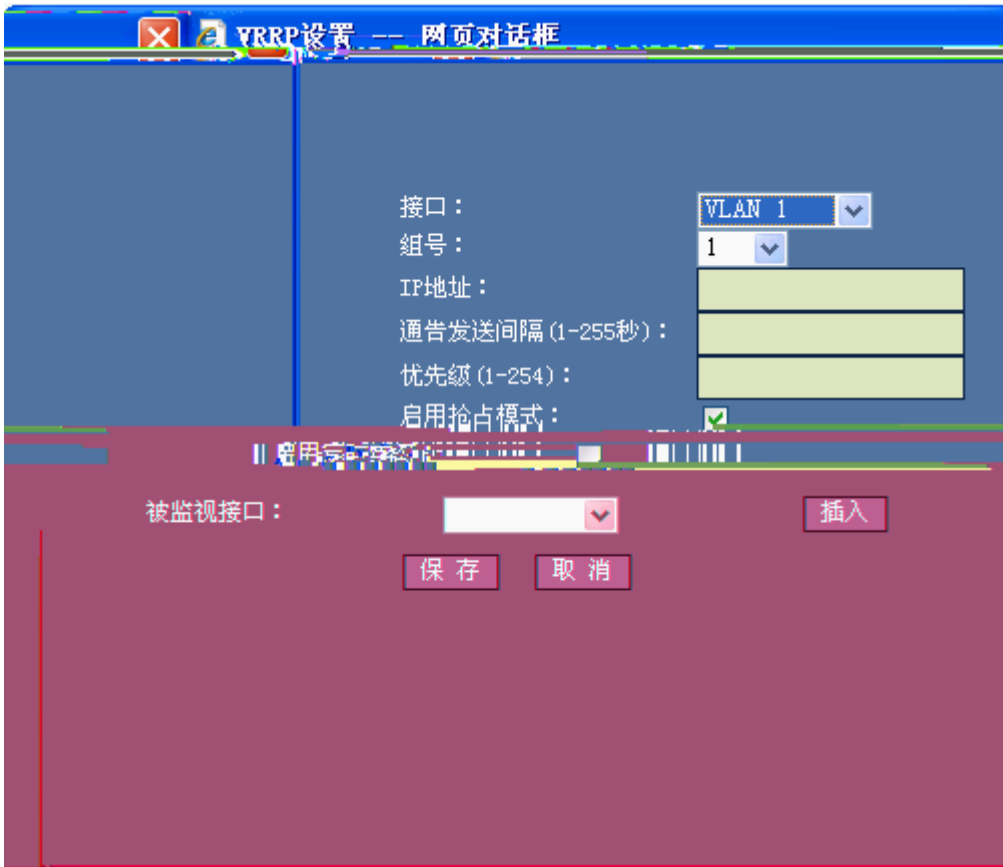 VRRP设置 -- 网页对话框
接口：
VLAN 1
组号：
1
IP地址：
通告发送间隔(1-255秒)：
优先级(1-254)：
启用抢占模式：
被监视接口：
插入
保 存
取 消